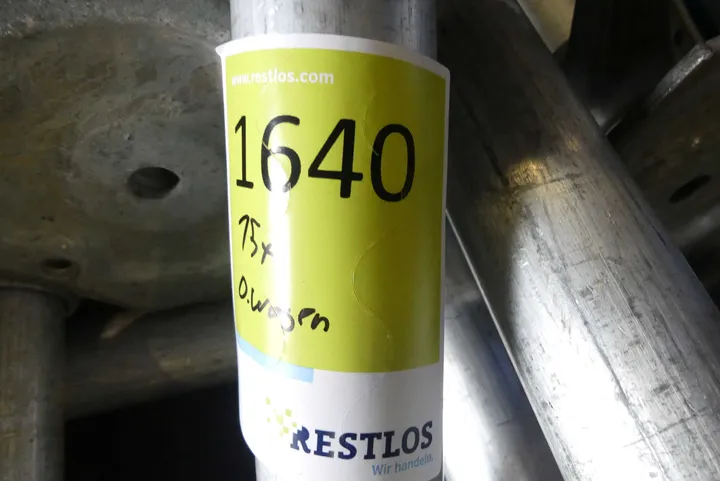 www.restlos.com
1640
75x
O.Wagen
RESTLOS
Wir handeln.